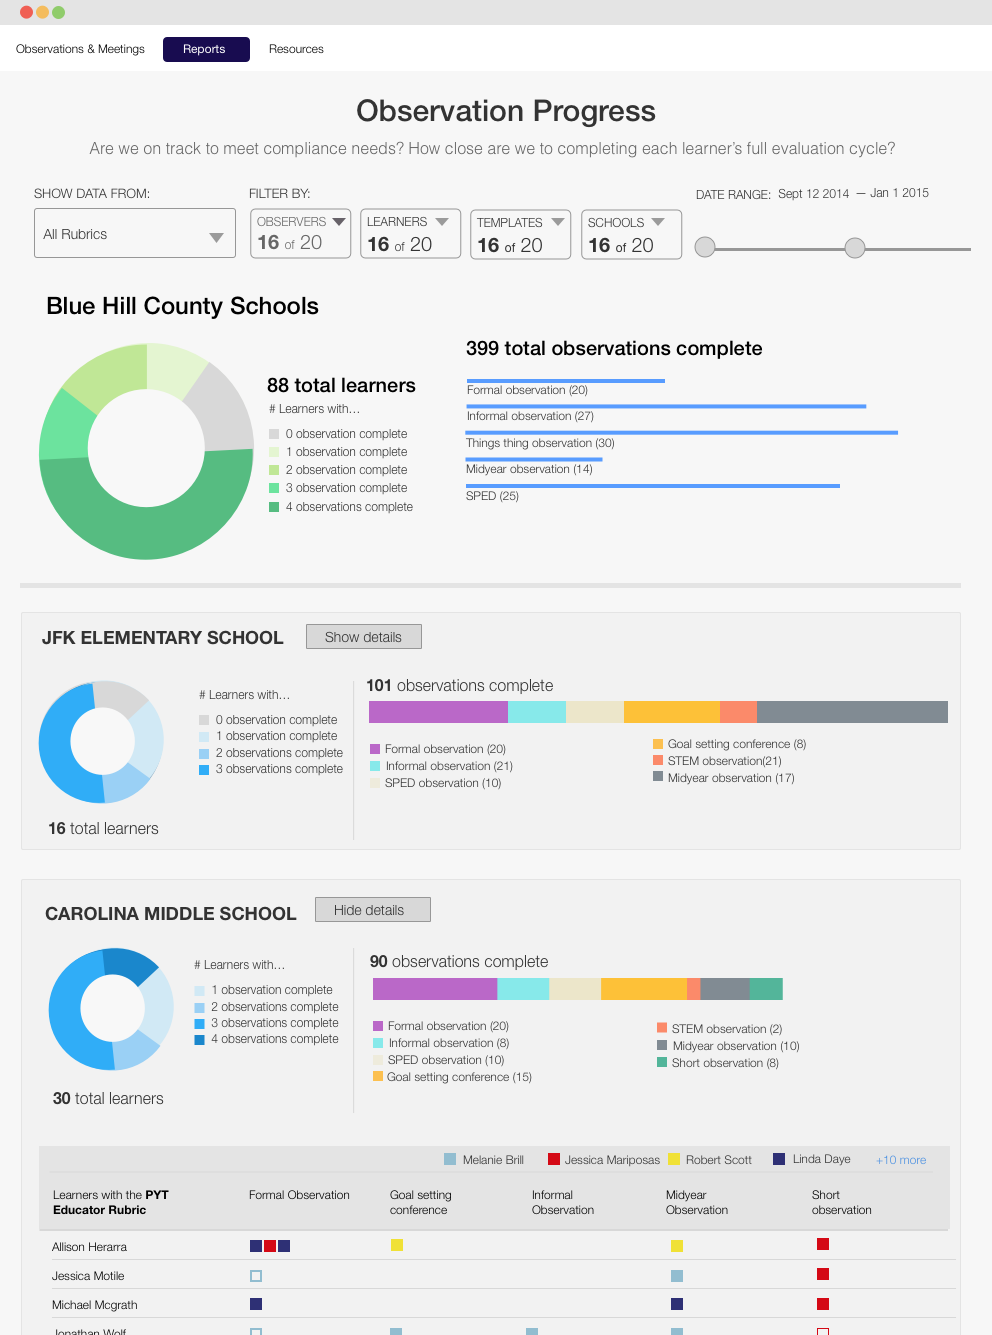 Observations & Meetings Reports Resources
Observation Progress
Are we on track to meet compliance needs? How close are we to completing each learner's full evaluation cycle?
SHOW DATA FROM:
All Rubrics
FILTER BY:
OBSERVERS
16 of 20
LEARNERS
16 of 20
TEMPLATES
16 of 20
SCHOOLS
16 of 20
DATE RANGE: Sept 12 2014 — Jan 1 2015
Blue Hill County Schools
88 total learners
# Learners with...
0 observation complete
1 observation complete
2 observation complete
3 observation complete
4 observations complete
399 total observations complete
Formal observation (20)
Informal observation (27)
Things thing observation (30)
Midyear observation (14)
SPED (25)
JFK ELEMENTARY SCHOOL
Show details
# Learners with...
0 observation complete
1 observation complete
2 observations complete
3 observations complete
16 total learners
101 observations complete
Formal observation (20)
Informal observation (21)
SPED observation (10)
Goal setting conference (8)
STEM observation(21)
Midyear observation (17)
CAROLINA MIDDLE SCHOOL
Hide details
# Learners with...
1 observation complete
2 observations complete
3 observations complete
4 observations complete
30 total learners
90 observations complete
Formal observation (20)
Informal observation (8)
SPED observation (10)
Goal setting conference (15)
STEM observation (2)
Midyear observation (10)
Short observation (8)
Melanie Brill Jessica Mariposas Robert Scott Linda Daye +10 more
Learners with the PYT
Educator Rubric
Formal Observation
Goal setting
conference
Informal
Observation
Midyear
Observation
Short
observation
Allison Herarra
Jessica Motile
Michael Mcgrath
Jonathan Wolf